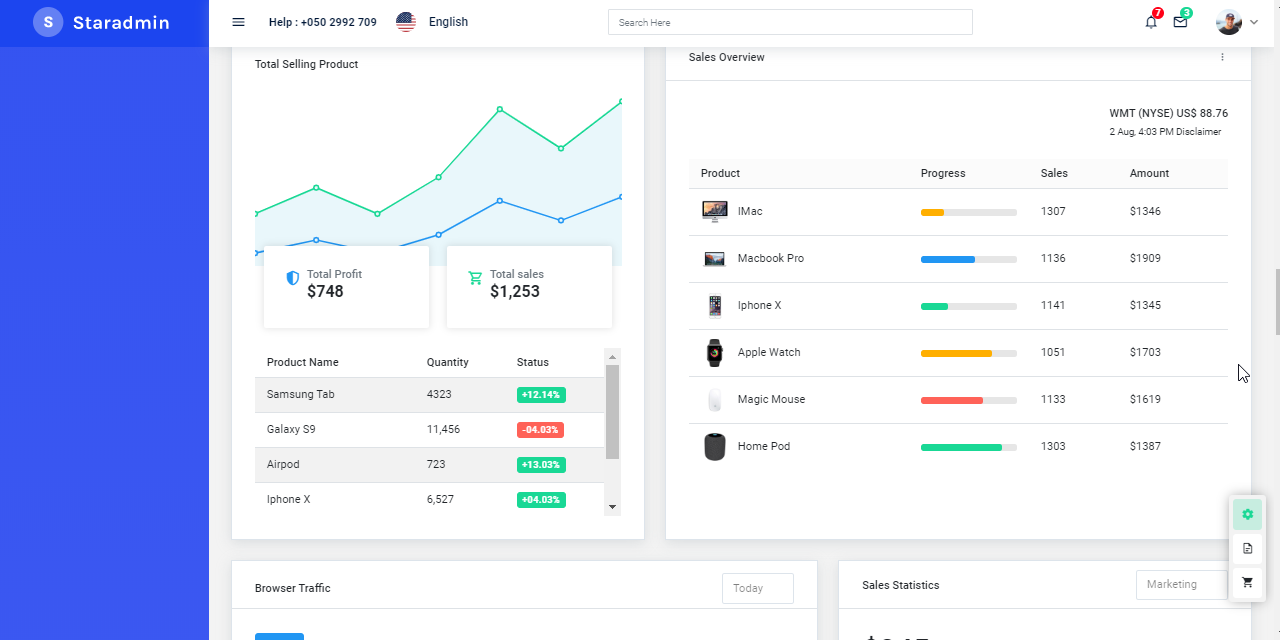 S Staradmin
Help : +050 2992 709 English Search Here 7 3
Total Selling Product
Total Profit
$748
Total sales
$1,253
Product Name Quantity Status
Samsung Tab 4323 +12.14%
Galaxy S9 11,456 -04.03%
Airpod 723 +13.03%
Iphone X 6,527 +04.03%
Sales Overview
WMT (NYSE) US$ 88.76
2 Aug, 4:03 PM Disclaimer
Product Progress Sales Amount
IMac 1307 $1346
Macbook Pro 1136 $1909
Iphone X 1141 $1345
Apple Watch 1051 $1703
Magic Mouse 1133 $1619
Home Pod 1303 $1387
Browser Traffic Today
Sales Statistics Marketing